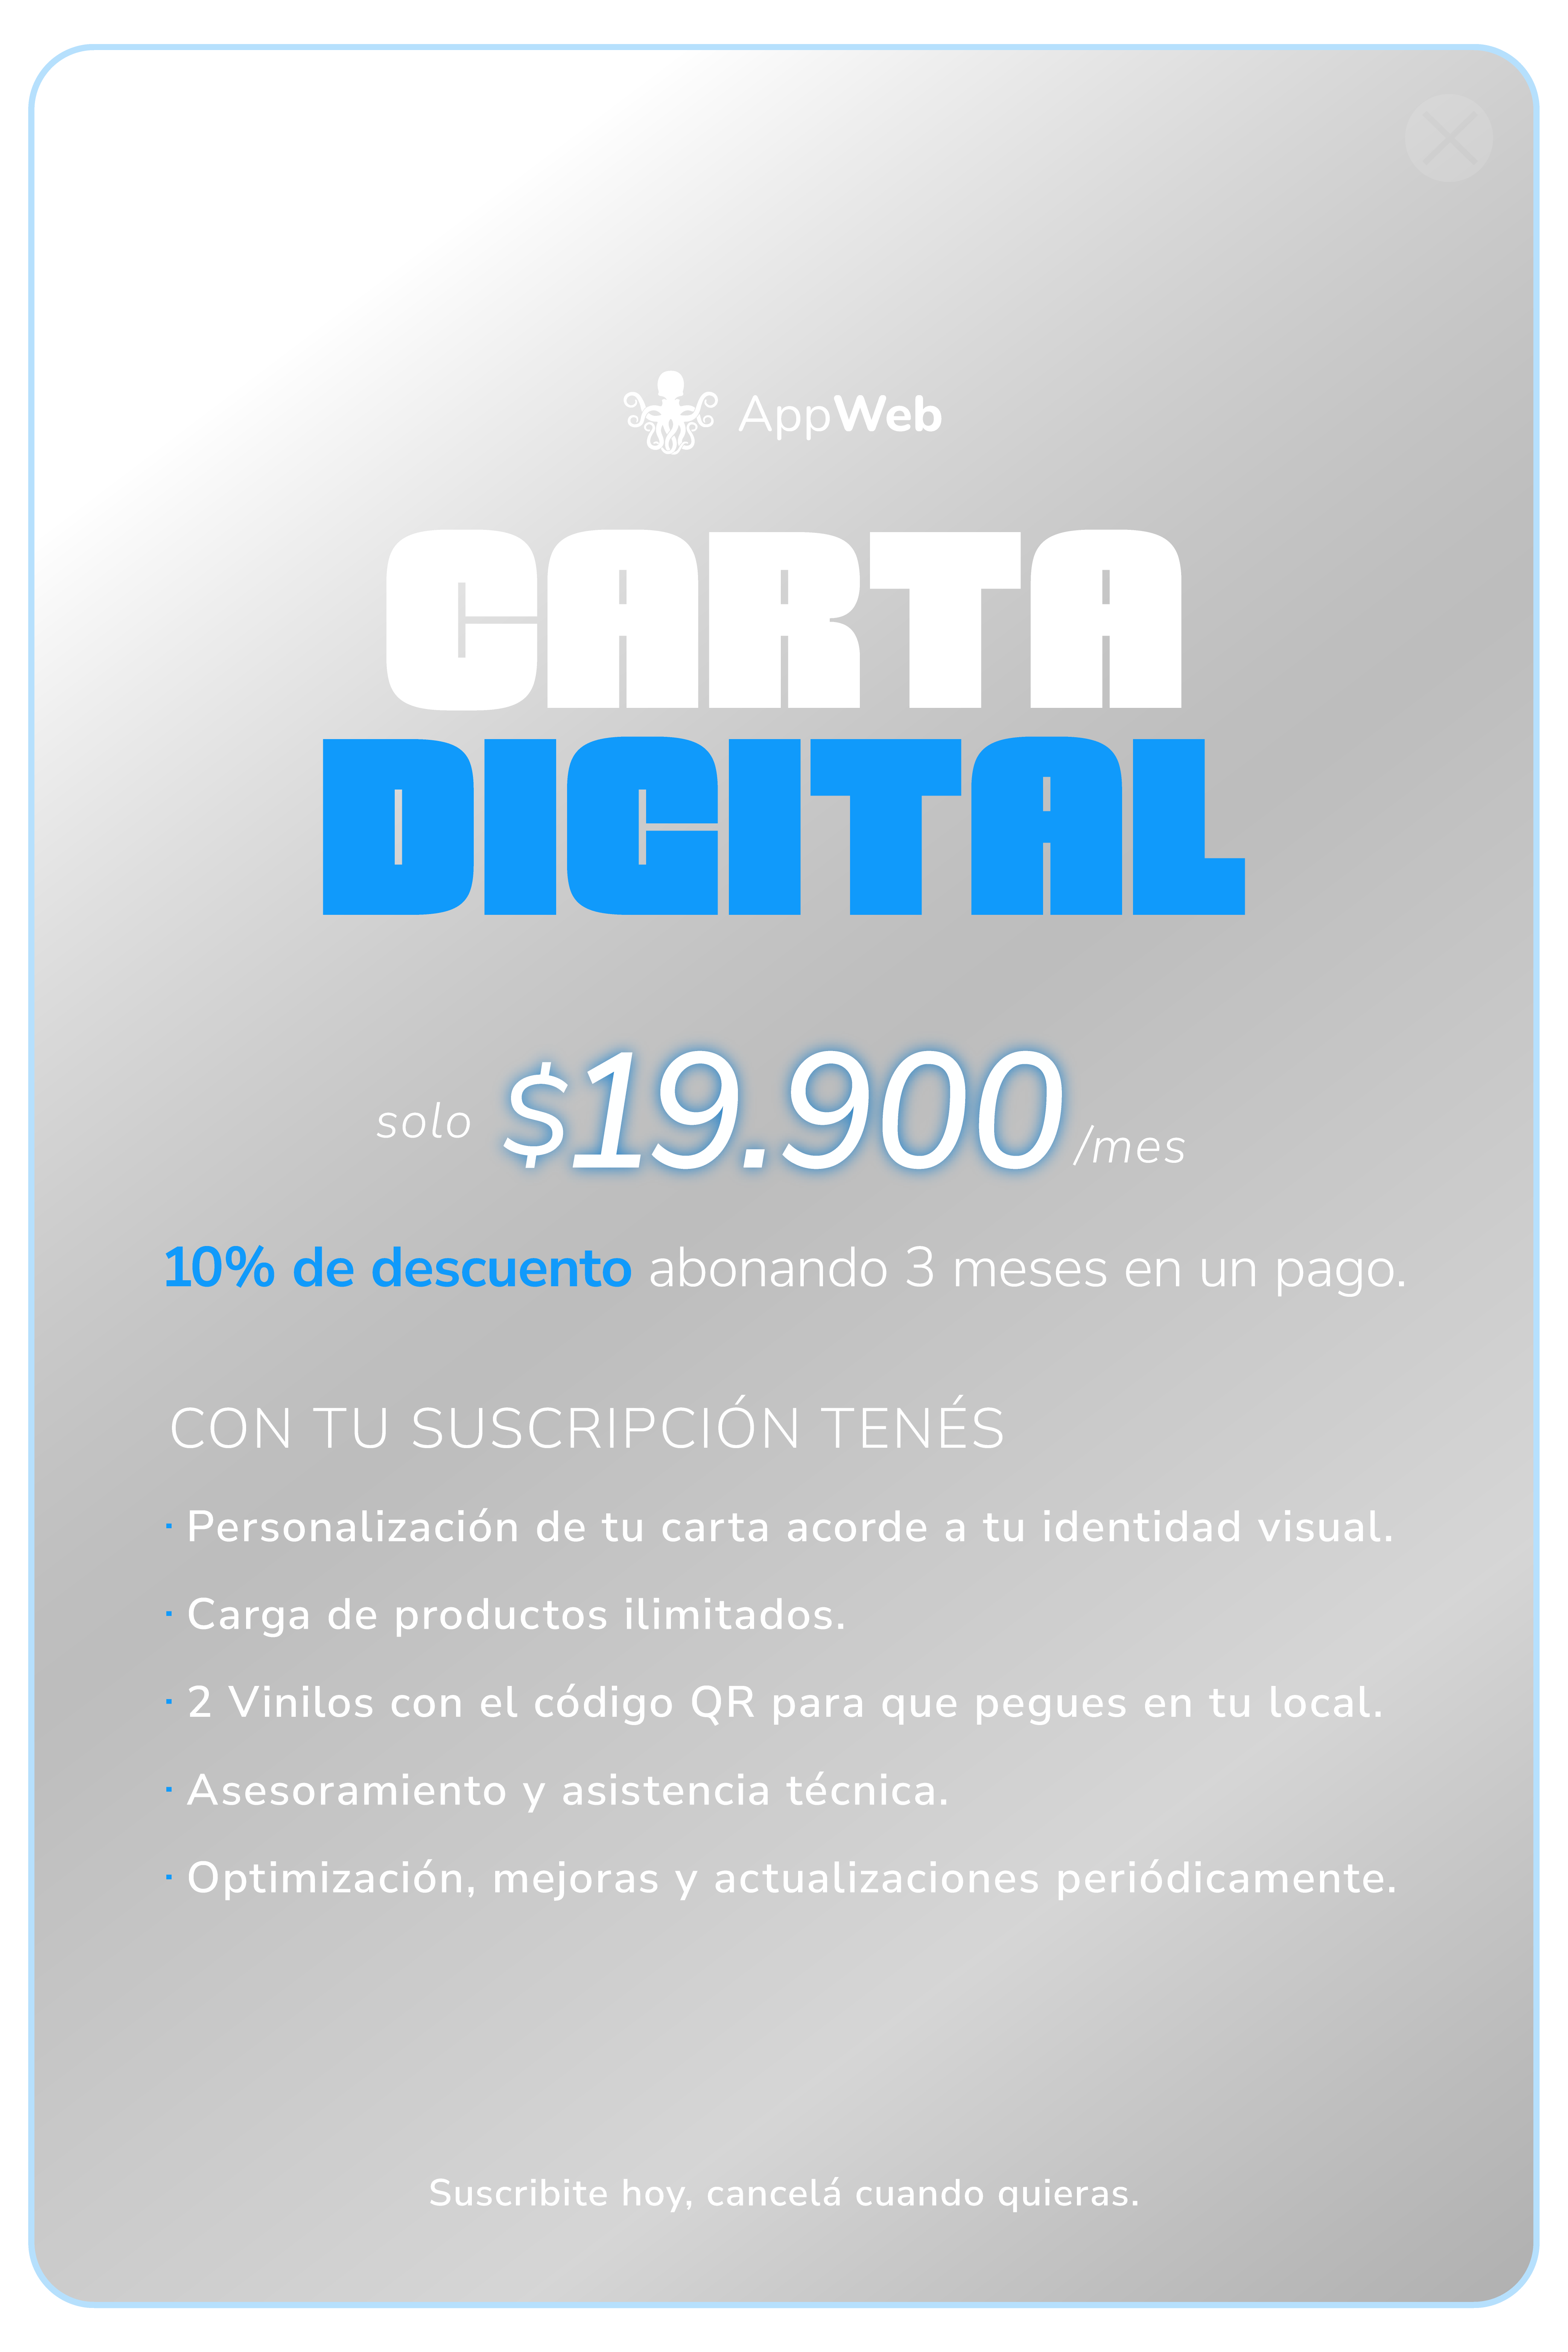 AppWeb
CARTA
DIGITAL
solo $19.900 /mes
10% de descuento abonando 3 meses en un pago.
CON TU SUSCRIPCIÓN TENÉS
· Personalización de tu carta acorde a tu identidad visual.
· Carga de productos ilimitados.
· 2 Vinilos con el código QR para que pegues en tu local.
· Asesoramiento y asistencia técnica.
· Optimización, mejoras y actualizaciones periódicamente.
Suscribite hoy, cancelá cuando quieras.